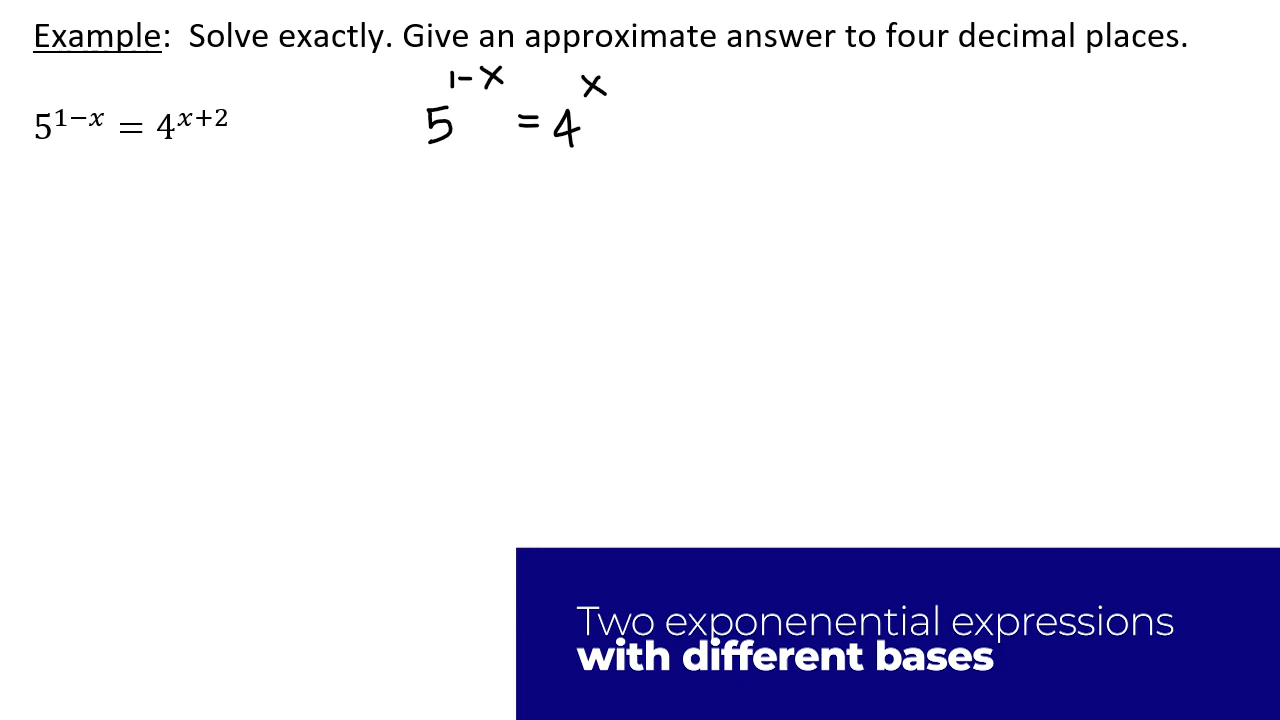 Example: Solve exactly. Give an approximate answer to four decimal places.
5^{1−x} = 4^{x+2}
5^{1-x} = 4^{x}
Two exponenential expressions
with different bases